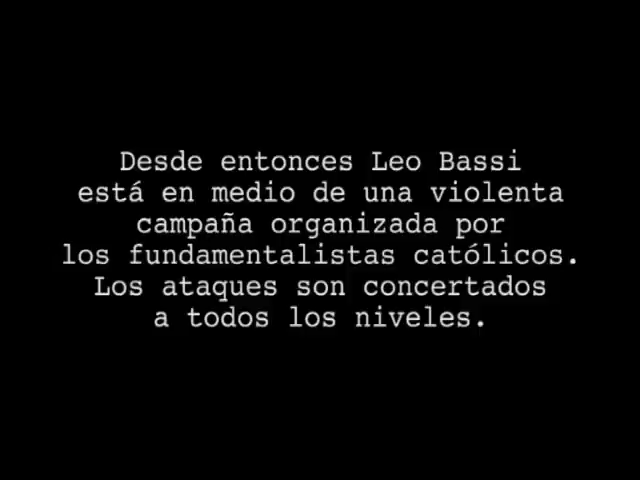 Desde entonces Leo Bassi
está en medio de una violenta
campaña organizada por
los fundamentalistas católicos.
Los ataques son concertados
a todos los niveles.